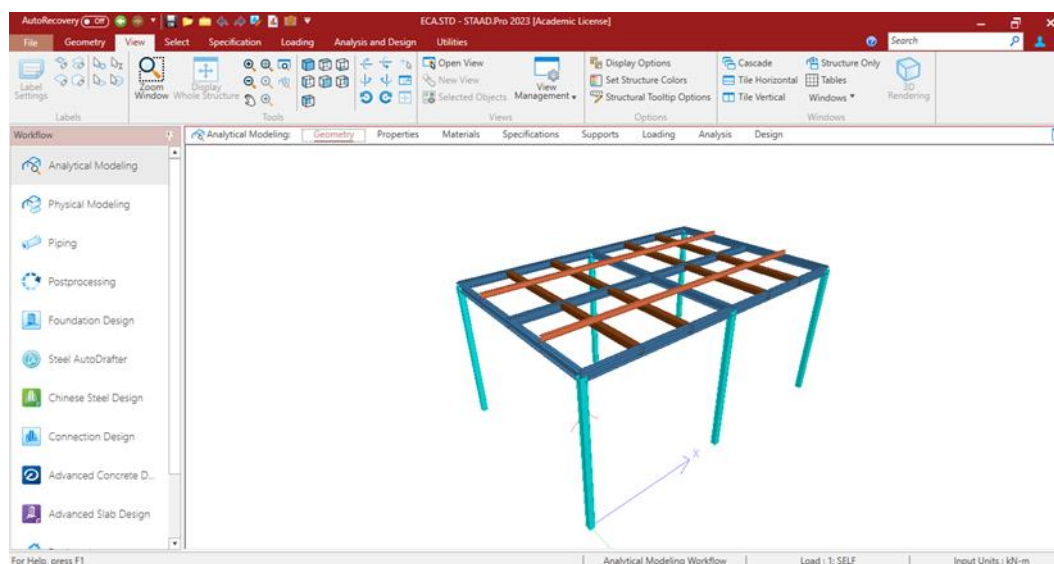 AutoRecovery Off
ECA.STD - STAAD.Pro 2023 [Academic License]
File Geometry View Select Specification Loading Analysis and Design Utilities Search
Label Settings
Zoom Window
Display Whole Structure
Open View
New View
Selected Objects
View Management
Display Options
Set Structure Colors
Structural Tooltip Options
Cascade
Tile Horizontal
Tile Vertical
Structure Only
Tables
Windows
3D Rendering
Labels Tools Views Options Windows
Workflow
Analytical Modeling: Geometry Properties Materials Specifications Supports Loading Analysis Design
Analytical Modeling
Physical Modeling
Piping
Postprocessing
Foundation Design
Steel AutoDrafter
Chinese Steel Design
Connection Design
Advanced Concrete D...
Advanced Slab Design
X
For Help, press F1
Analytical Modeling Workflow Load : 1: SELF Input Units : kN-m